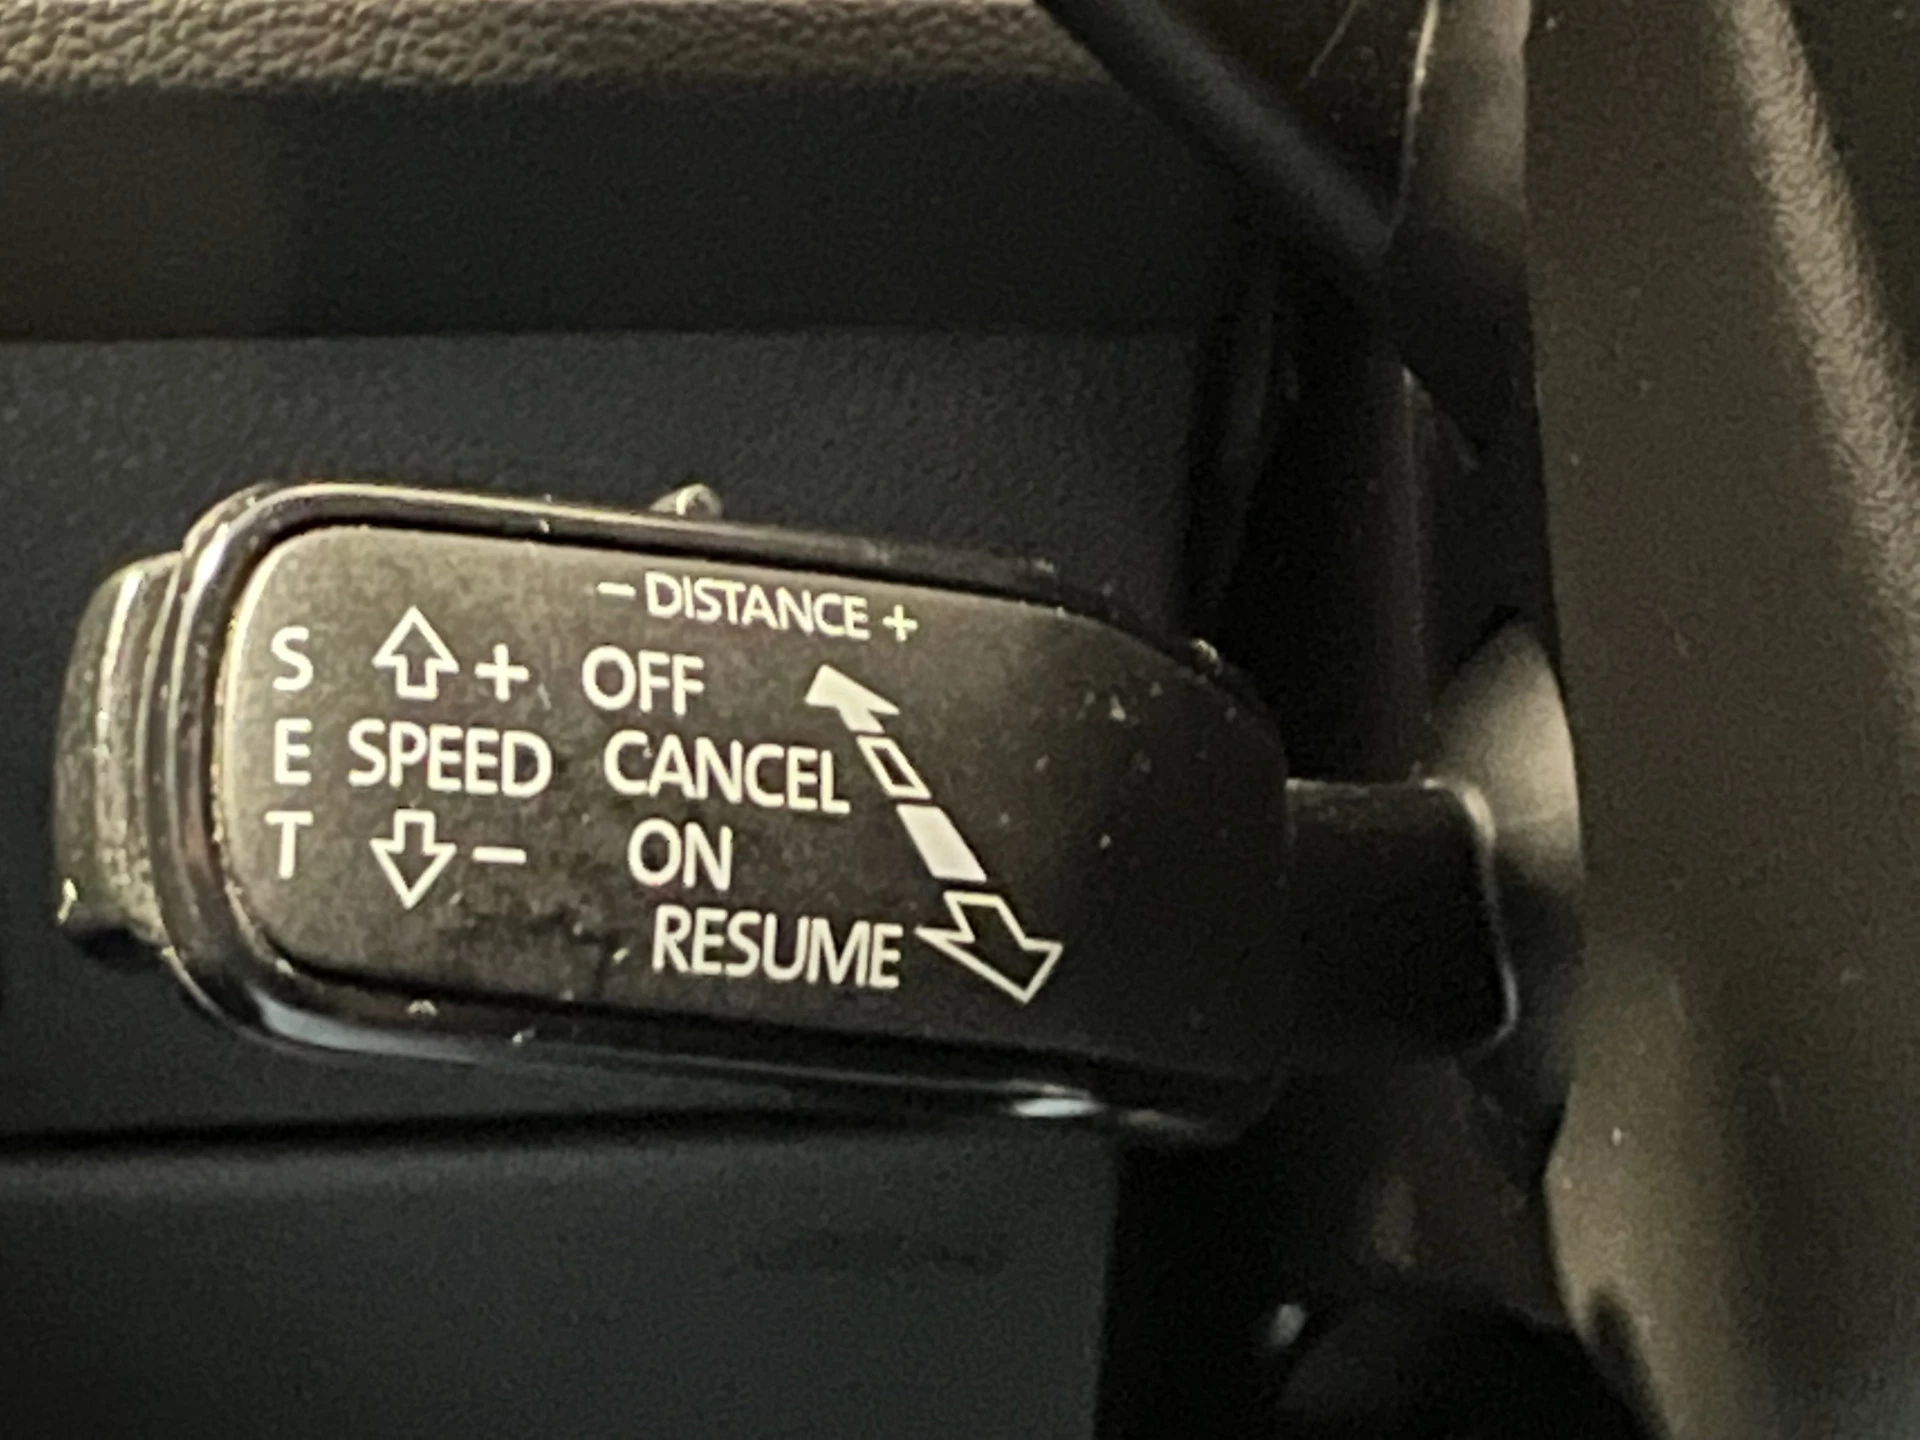 − DISTANCE +
S + OFF
E SPEED CANCEL
T − ON
RESUME